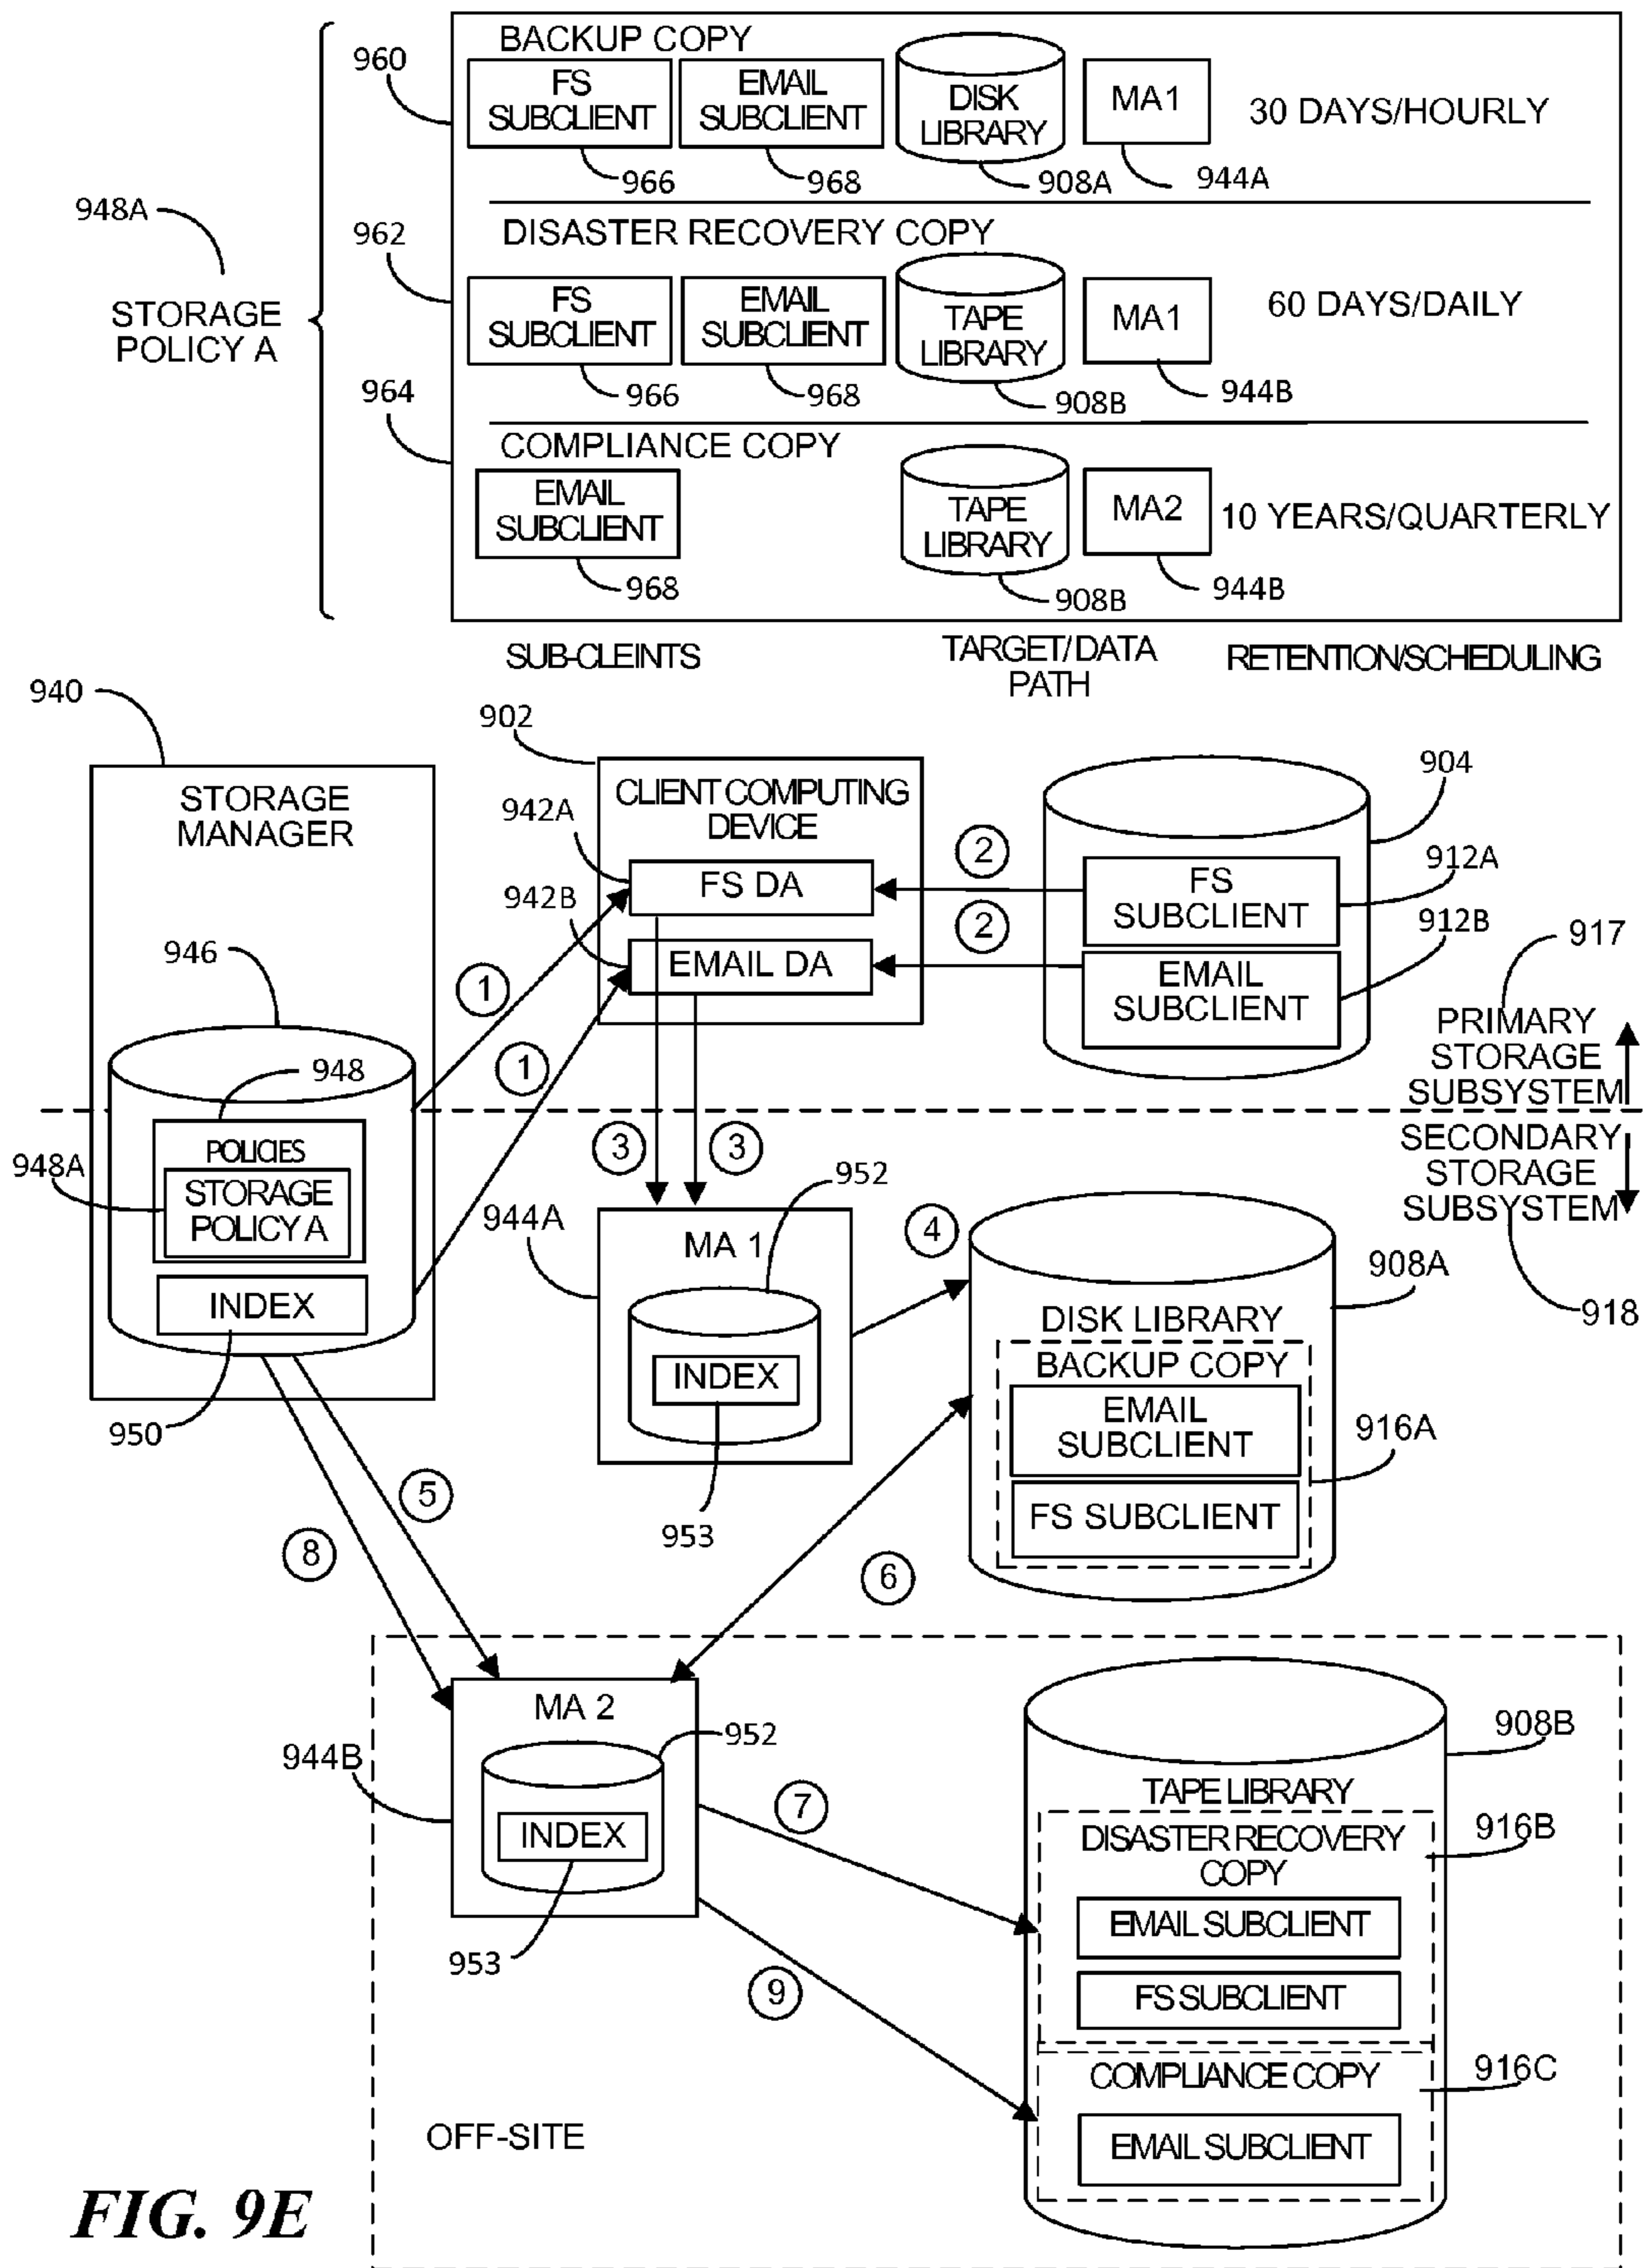 BACKUP COPY
960
FS
SUBCLIENT
EMAIL
SUBCLIENT
DISK
LIBRARY
MA1
30 DAYS/HOURLY
966
968
908A
944A
948A
STORAGE
POLICY A
962
DISASTER RECOVERY COPY
FS
SUBCLIENT
EMAIL
SUBCLIENT
TAPE
LIBRARY
MA1
60 DAYS/DAILY
966
968
908B
944B
964
COMPLIANCE COPY
EMAIL
SUBCLIENT
TAPE
LIBRARY
MA2
10 YEARS/QUARTERLY
968
908B
944B
SUB-CLEINTS
TARGET/DATA
PATH
RETENTION/SCHEDULING
940
STORAGE
MANAGER
902
CLIENT COMPUTING
DEVICE
942A
FS DA
942B
EMAIL DA
2
2
904
FS
SUBCLIENT
912A
EMAIL
SUBCLIENT
912B
917
PRIMARY
STORAGE
SUBSYSTEM
946
1
1
948
POLICIES
948A
STORAGE
POLICY A
INDEX
950
3
3
SECONDARY
STORAGE
SUBSYSTEM
918
944A
MA 1
952
INDEX
953
4
908A
DISK LIBRARY
BACKUP COPY
EMAIL
SUBCLIENT
FS SUBCLIENT
916A
5
8
6
MA 2
944B
952
INDEX
953
7
9
908B
TAPE LIBRARY
DISASTER RECOVERY
COPY
916B
EMAIL SUBCLIENT
FS SUBCLIENT
COMPLIANCE COPY
916C
EMAIL SUBCLIENT
OFF-SITE
FIG. 9E